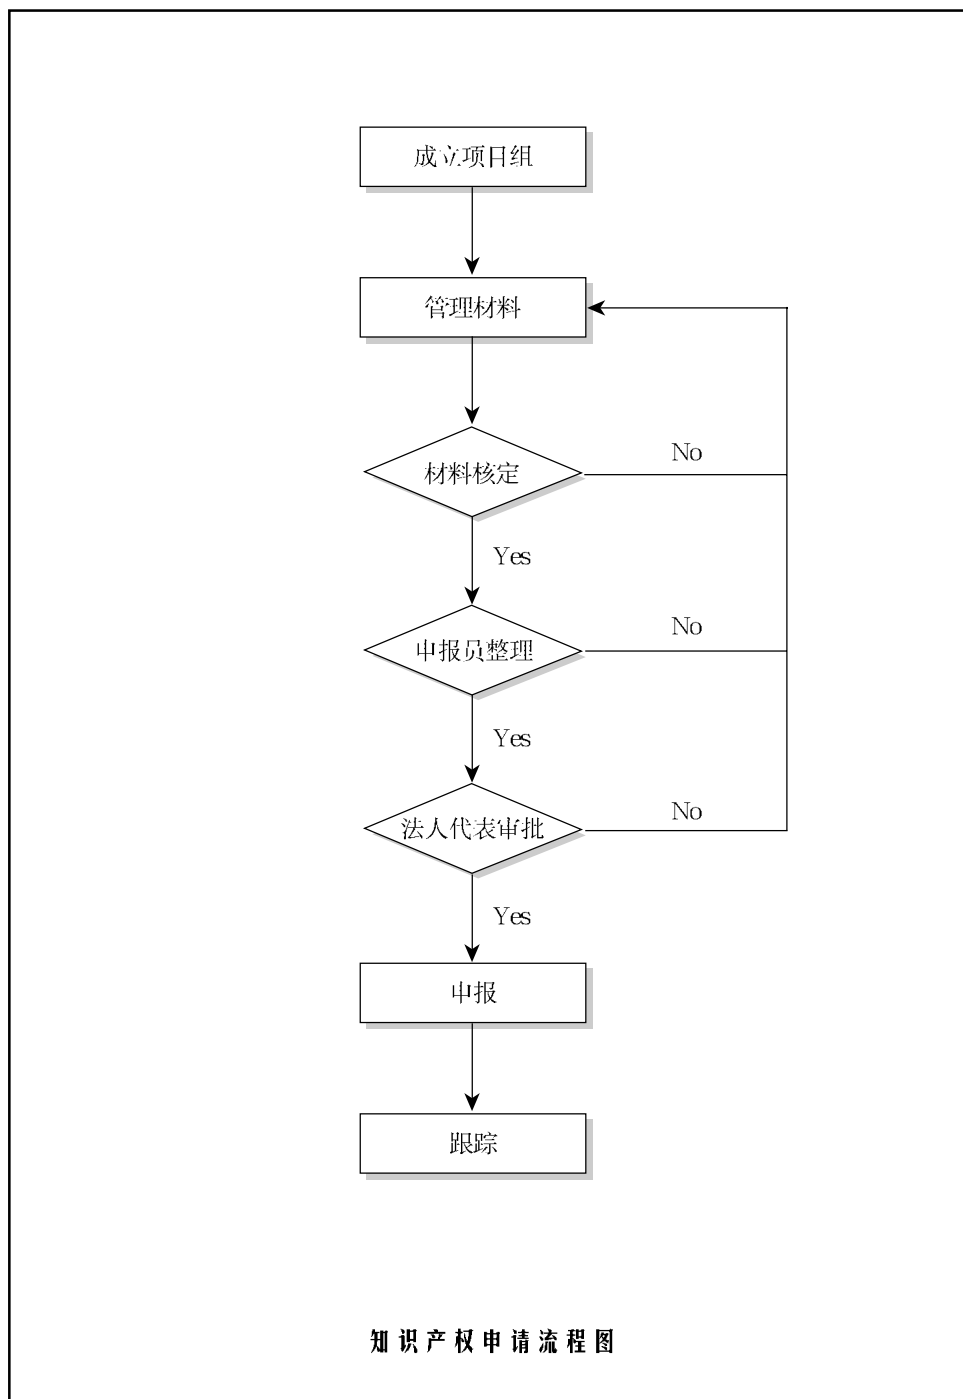 成立项目组
管理材料
材料核定
No
Yes
申报员整理
No
Yes
法人代表审批
No
Yes
申报
跟踪
知识产权申请流程图